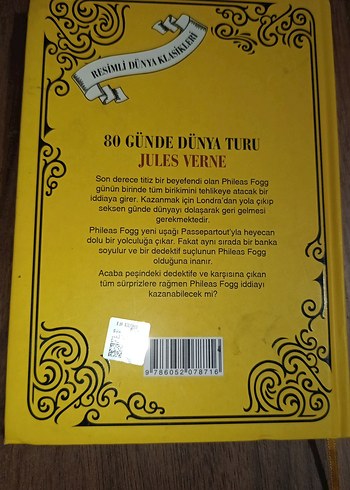 RESİMLİ DÜNYA KLASİKLERİ
80 GÜNDE DÜNYA TURU
JULES VERNE
Son derece titiz bir beyefendi olan Phileas Fogg
günün birinde tüm birikimini tehlikeye atacak bir
iddiaya girer. Kazanmak için Londra'dan yola çıkıp
seksen günde dünyayı dolaşarak geri gelmesi
gerekmektedir.
Phileas Fogg yeni uşağı Passepartout'yla heyecan
dolu bir yolculuğa çıkar. Fakat aynı sırada bir banka
soyulur ve bir dedektif suçlunun Phileas Fogg
olduğuna inanır.
Acaba peşindeki dedektife ve karşısına çıkan
tüm sürprizlere rağmen Phileas Fogg iddiayı
kazanabilecek mi?
9 786052 078716